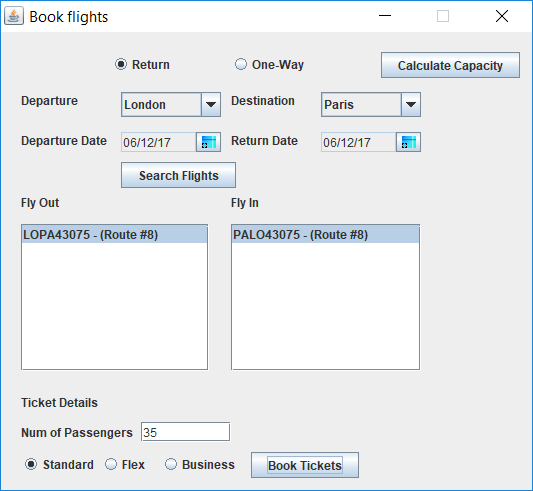 Book flights
Return One-Way Calculate Capacity
Departure London Destination Paris
Departure Date 06/12/17 Return Date 06/12/17
Search Flights
Fly Out Fly In
LOPA43075 - (Route #8) PALO43075 - (Route #8)
Ticket Details
Num of Passengers 35
Standard Flex Business Book Tickets